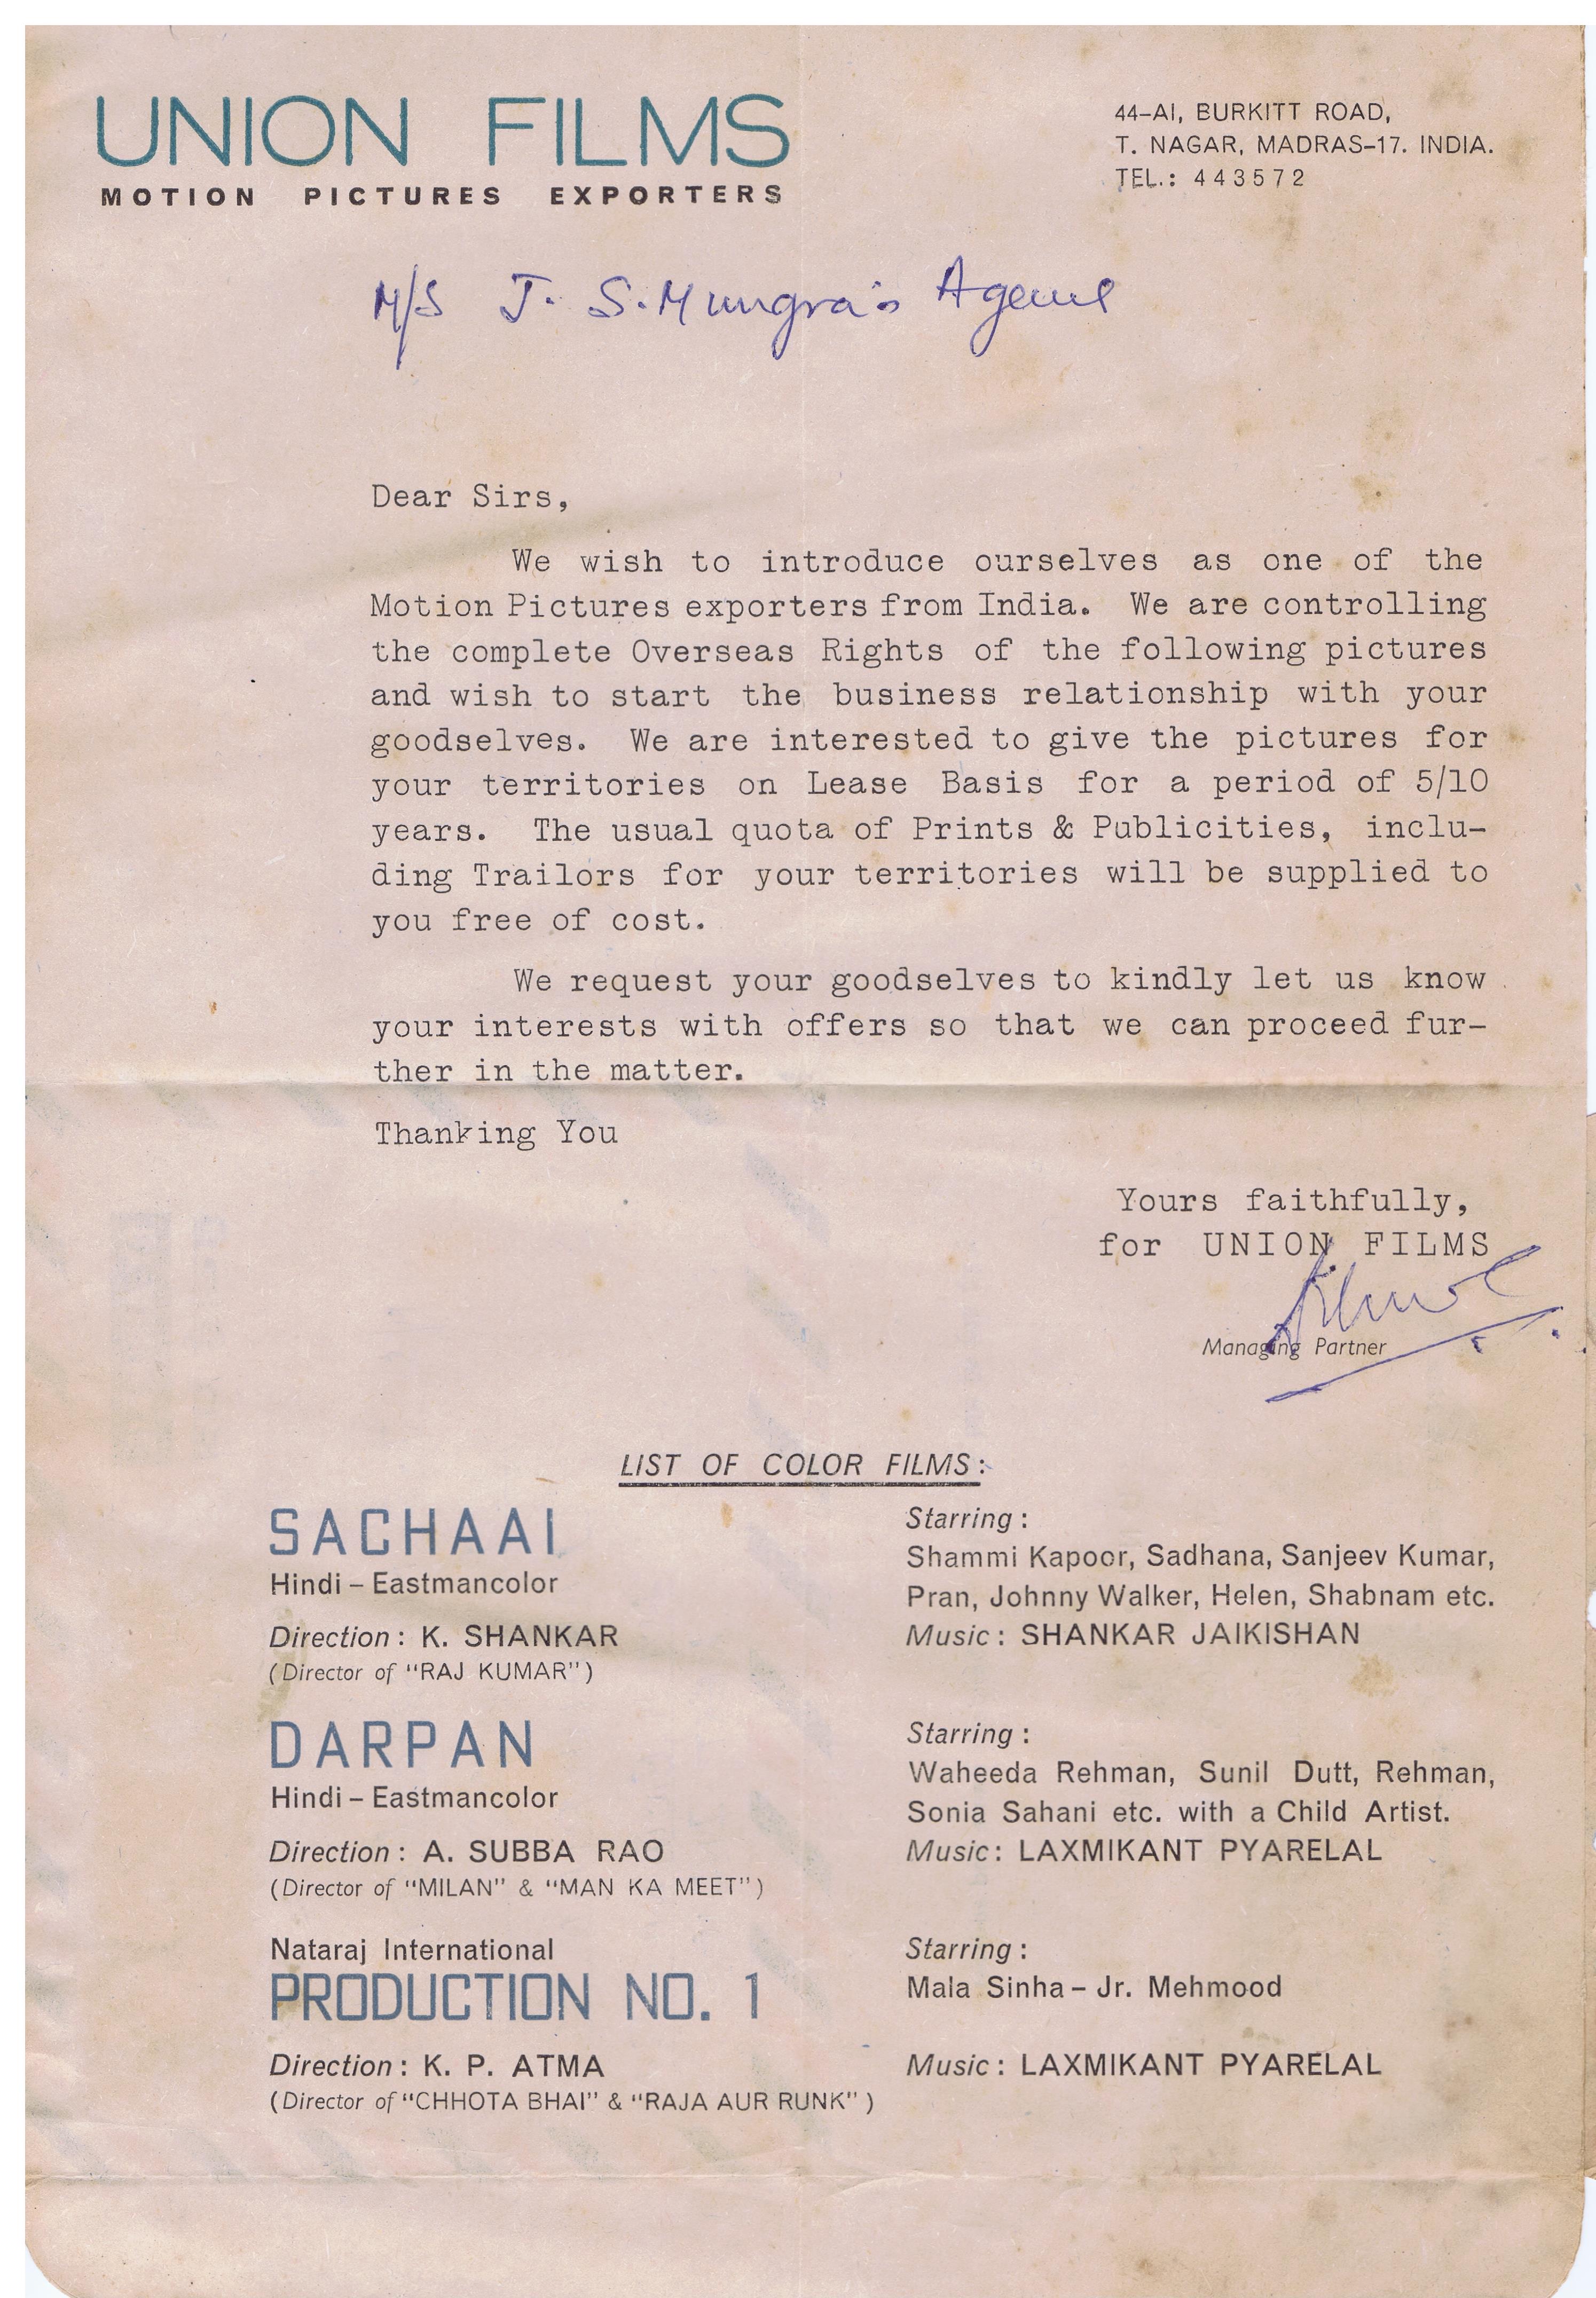 UNION FILMS
MOTION PICTURES EXPORTERS
44-AI, BURKITT ROAD,
T. NAGAR, MADRAS-17. INDIA.
TEL.: 443572
M/S J. S. Mungra's
Dear Sirs,
We wish to introduce ourselves as one of the
Motion Pictures exporters from India. We are controlling
the complete Overseas Rights of the following pictures
and wish to start the business relationship with your
goodselves. We are interested to give the pictures for
your territories on Lease Basis for a period of 5/10
years. The usual quota of Prints & Publicities, inclu-
ding Trailors for your territories will be supplied to
you free of cost.
We request your goodselves to kindly let us know
your interests with offers so that we can proceed fur-
ther in the matter.
Thanking You
Yours faithfully,
for UNION FILMS
Managing Partner
LIST OF COLOR FILMS:
SACHAAI
Hindi – Eastmancolor
Direction : K. SHANKAR
(Director of "RAJ KUMAR")
Starring :
Shammi Kapoor, Sadhana, Sanjeev Kumar,
Pran, Johnny Walker, Helen, Shabnam etc.
Music : SHANKAR JAIKISHAN
DARPAN
Hindi – Eastmancolor
Direction : A. SUBBA RAO
(Director of "MILAN" & "MAN KA MEET")
Starring :
Waheeda Rehman, Sunil Dutt, Rehman,
Sonia Sahani etc. with a Child Artist.
Music : LAXMIKANT PYARELAL
Nataraj International
PRODUCTION NO. 1
Direction : K. P. ATMA
(Director of "CHHOTA BHAI" & "RAJA AUR RUNK")
Starring :
Mala Sinha – Jr. Mehmood
Music : LAXMIKANT PYARELAL